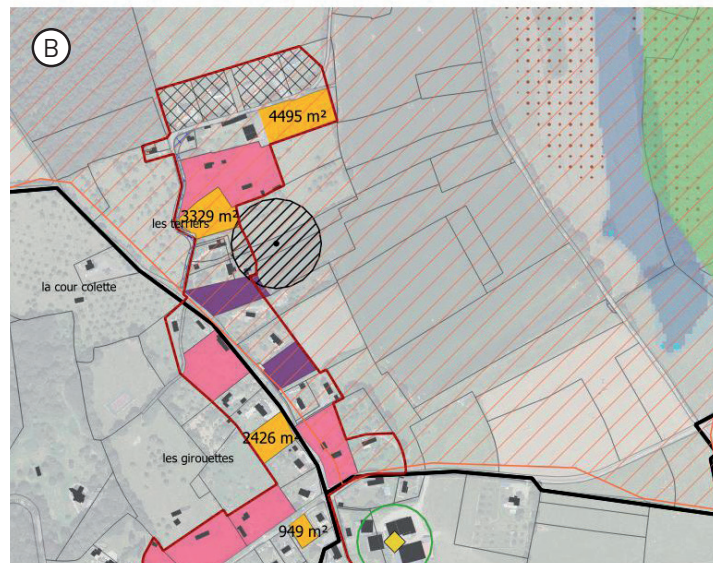 B
4495 m²
3329 m²
les terriers
la cour colette
2426 m²
les girouettes
949 m²